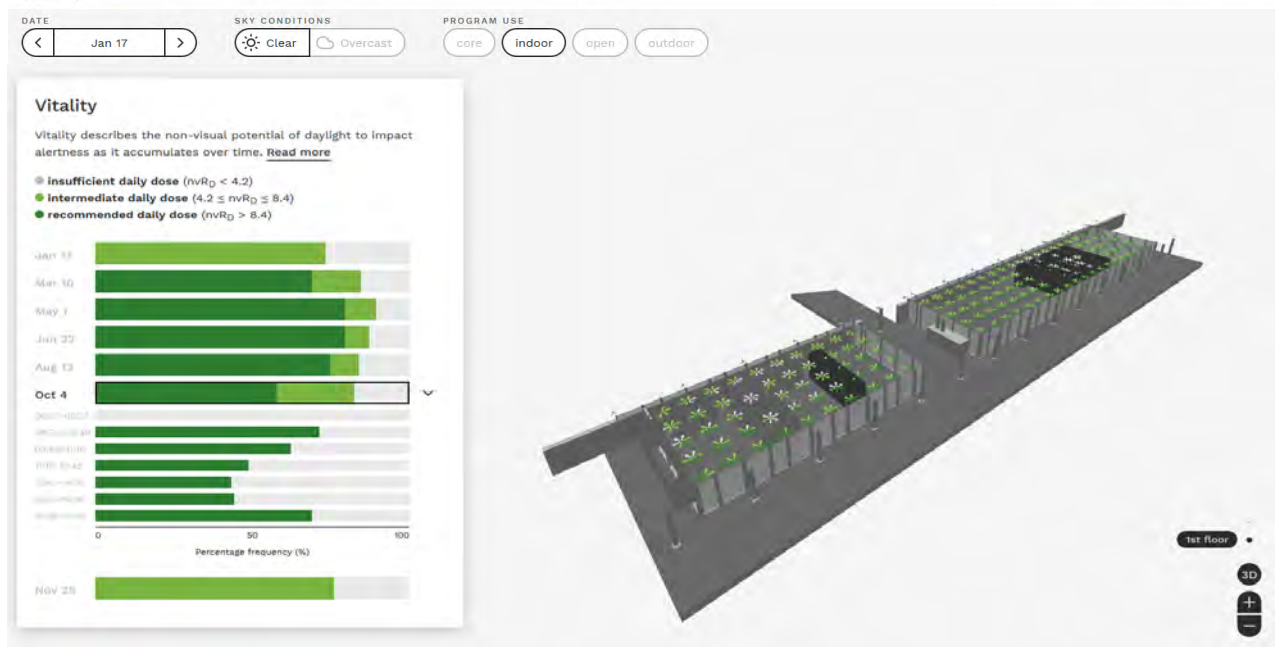 DATE
SKY CONDITIONS
PROGRAM USE
Jan 17
Clear
Overcast
core
indoor
open
outdoor
Vitality
Vitality describes the non-visual potential of daylight to impact
alertness as it accumulates over time. Read more
insufficient daily dose (nvR_D < 4.2)
intermediate daily dose (4.2 ≤ nvR_D ≤ 8.4)
recommended daily dose (nvR_D > 8.4)
Jan 17
Mar 10
May 1
Jun 22
Aug 13
Oct 4
0 50 100
Percentage frequency (%)
Nov 25
1st floor
3D
+
−